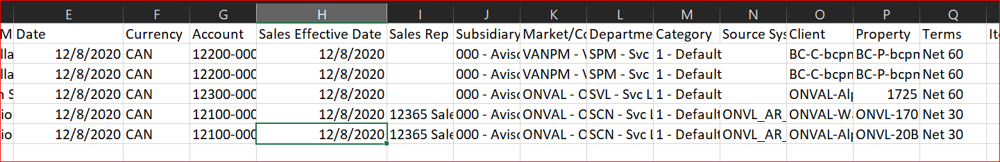 E F G H I J K L M N O P Q
M Date Currency Account Sales Effective Date Sales Rep Subsidiary Market/Co Departme Category Source Sys Client Property Terms Ite
lla 12/8/2020 CAN 12200-000 12/8/2020 000 - Aviso VANPM - V SPM - Svc 1 - Default BC-C-bcpm BC-P-bcpm Net 60
lla 12/8/2020 CAN 12200-000 12/8/2020 000 - Aviso VANPM - V SPM - Svc 1 - Default BC-C-bcpm BC-P-bcpm Net 60
n S 12/8/2020 CAN 12300-000 12/8/2020 000 - Aviso ONVAL - O SVL - Svc L 1 - Default ONVAL-Alp 1725 Net 60
io 12/8/2020 CAN 12100-000 12/8/2020 12365 Sale 000 - Aviso ONVAL - O SCN - Svc L 1 - Default ONVL_AR_ ONVAL-Wa ONVL-170 Net 30
io 12/8/2020 CAN 12100-000 12/8/2020 12365 Sale 000 - Aviso ONVAL - O SCN - Svc L 1 - Default ONVL_AR_ ONVAL-Alp ONVL-20B Net 30